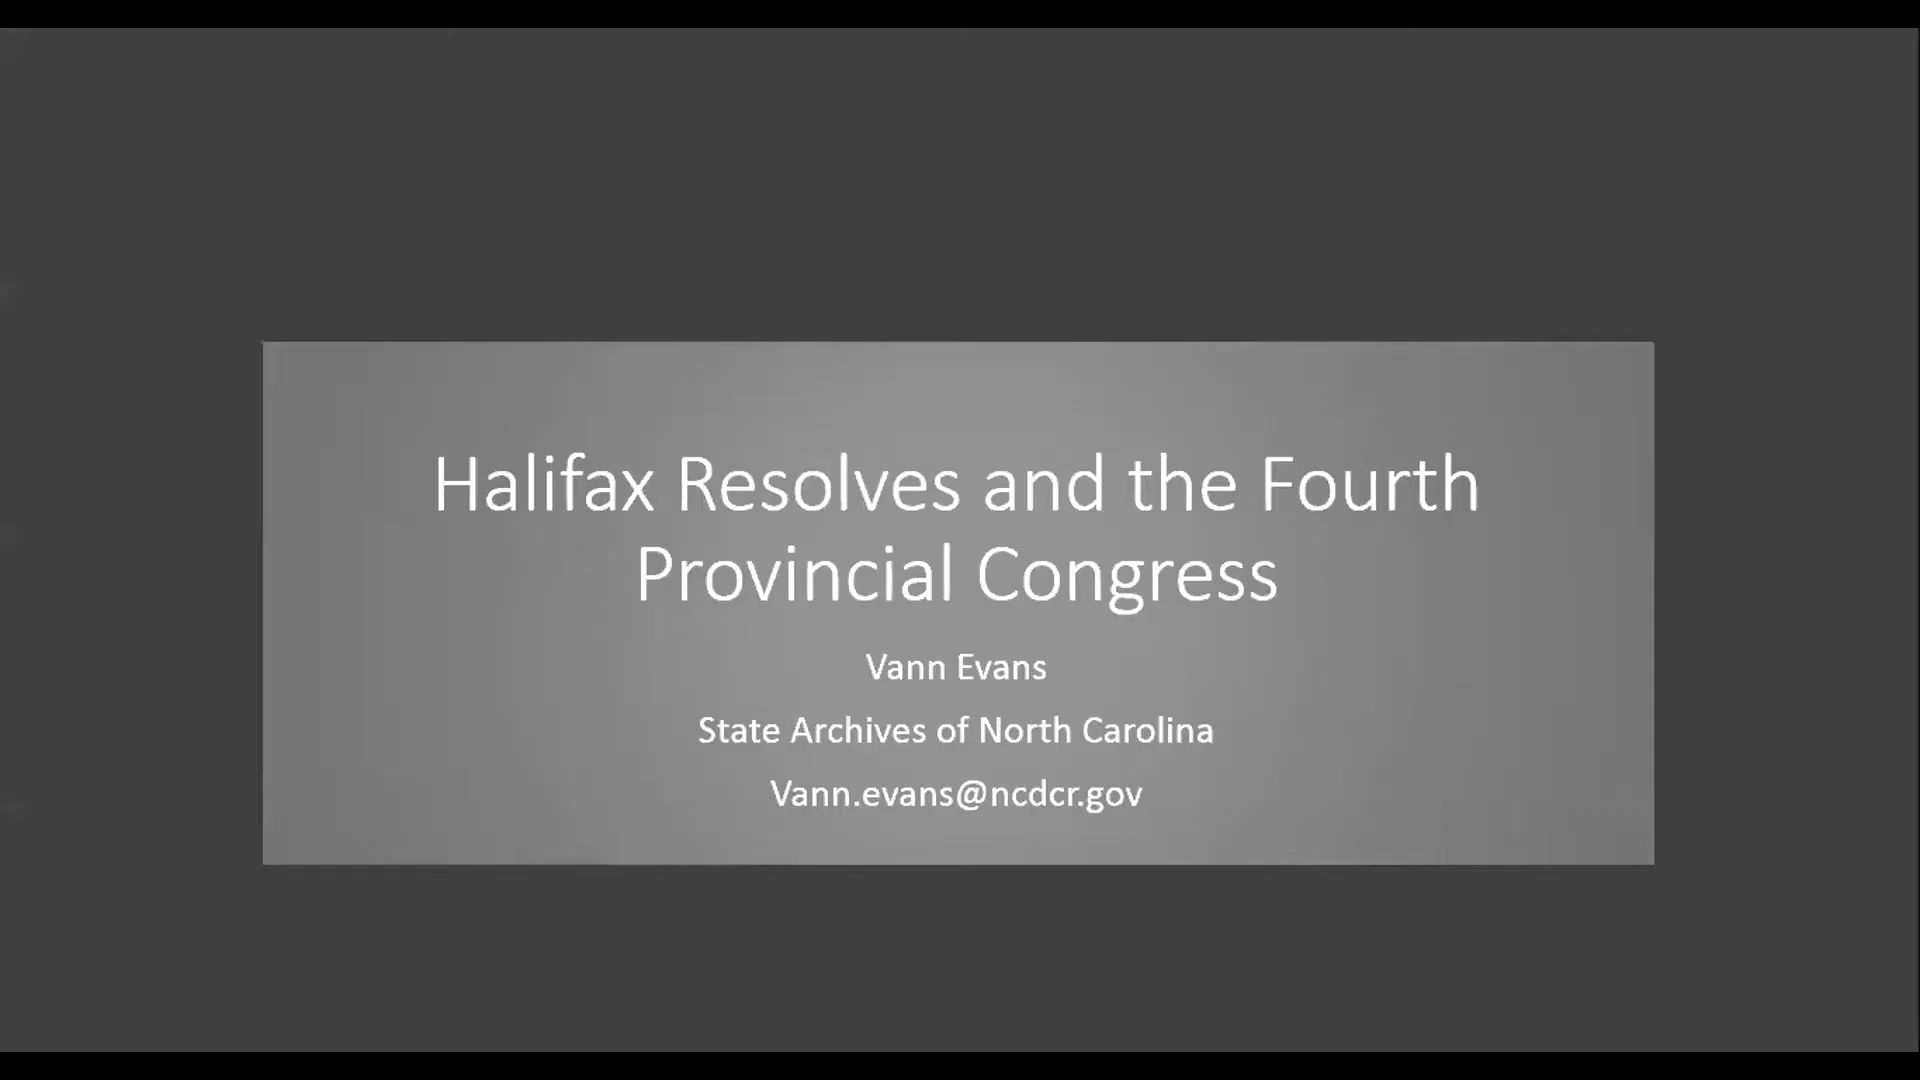 Halifax Resolves and the Fourth
Provincial Congress
Vann Evans
State Archives of North Carolina
Vann.evans@ncdcr.gov